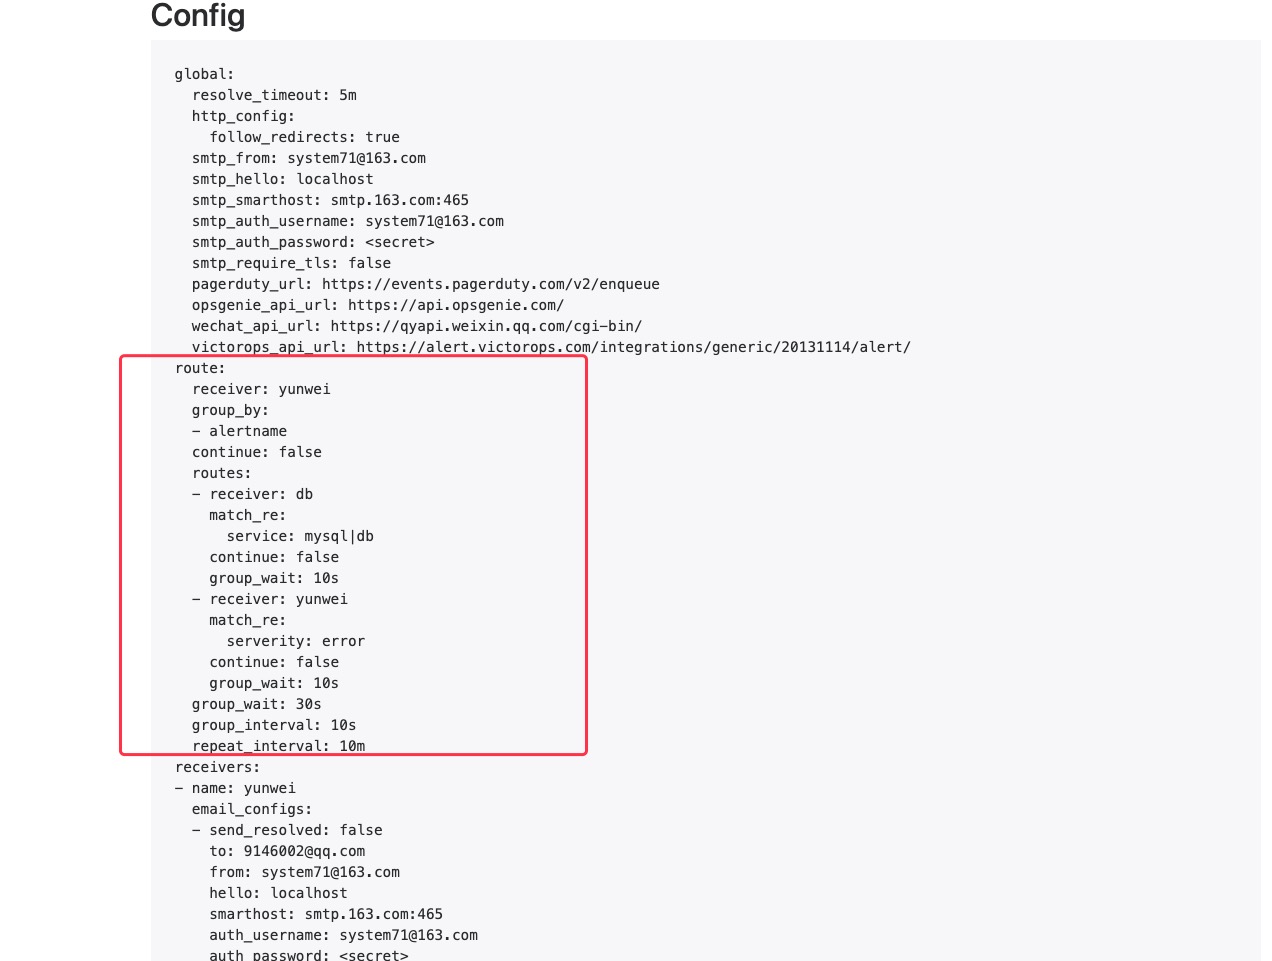 Config
global:
  resolve_timeout: 5m
  http_config:
    follow_redirects: true
  smtp_from: system71@163.com
  smtp_hello: localhost
  smtp_smarthost: smtp.163.com:465
  smtp_auth_username: system71@163.com
  smtp_auth_password: <secret>
  smtp_require_tls: false
  pagerduty_url: https://events.pagerduty.com/v2/enqueue
  opsgenie_api_url: https://api.opsgenie.com/
  wechat_api_url: https://qyapi.weixin.qq.com/cgi-bin/
  victorops_api_url: https://alert.victorops.com/integrations/generic/20131114/alert/
route:
  receiver: yunwei
  group_by:
  - alertname
  continue: false
  routes:
  - receiver: db
    match_re:
      service: mysql|db
    continue: false
    group_wait: 10s
  - receiver: yunwei
    match_re:
      serverity: error
    continue: false
    group_wait: 10s
  group_wait: 30s
  group_interval: 10s
  repeat_interval: 10m
receivers:
- name: yunwei
  email_configs:
  - send_resolved: false
    to: 9146002@qq.com
    from: system71@163.com
    hello: localhost
    smarthost: smtp.163.com:465
    auth_username: system71@163.com
    auth_password: <secret>